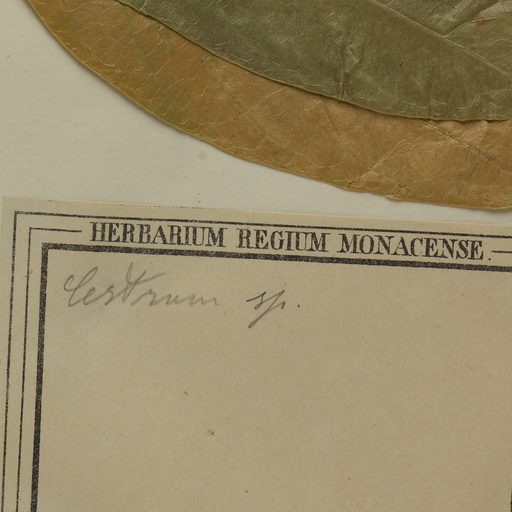 HERBARIUM REGIUM MONACENSE.
Cestrum sp.